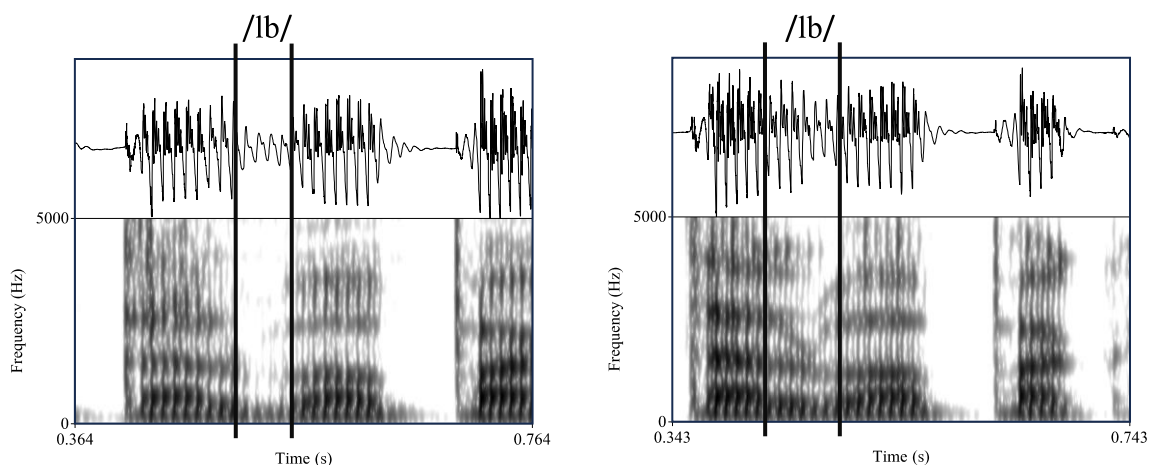 /lb/
5000
Frequency (Hz)
0
0.364
0.764
Time (s)
/lb/
5000
Frequency (Hz)
0
0.343
0.743
Time (s)